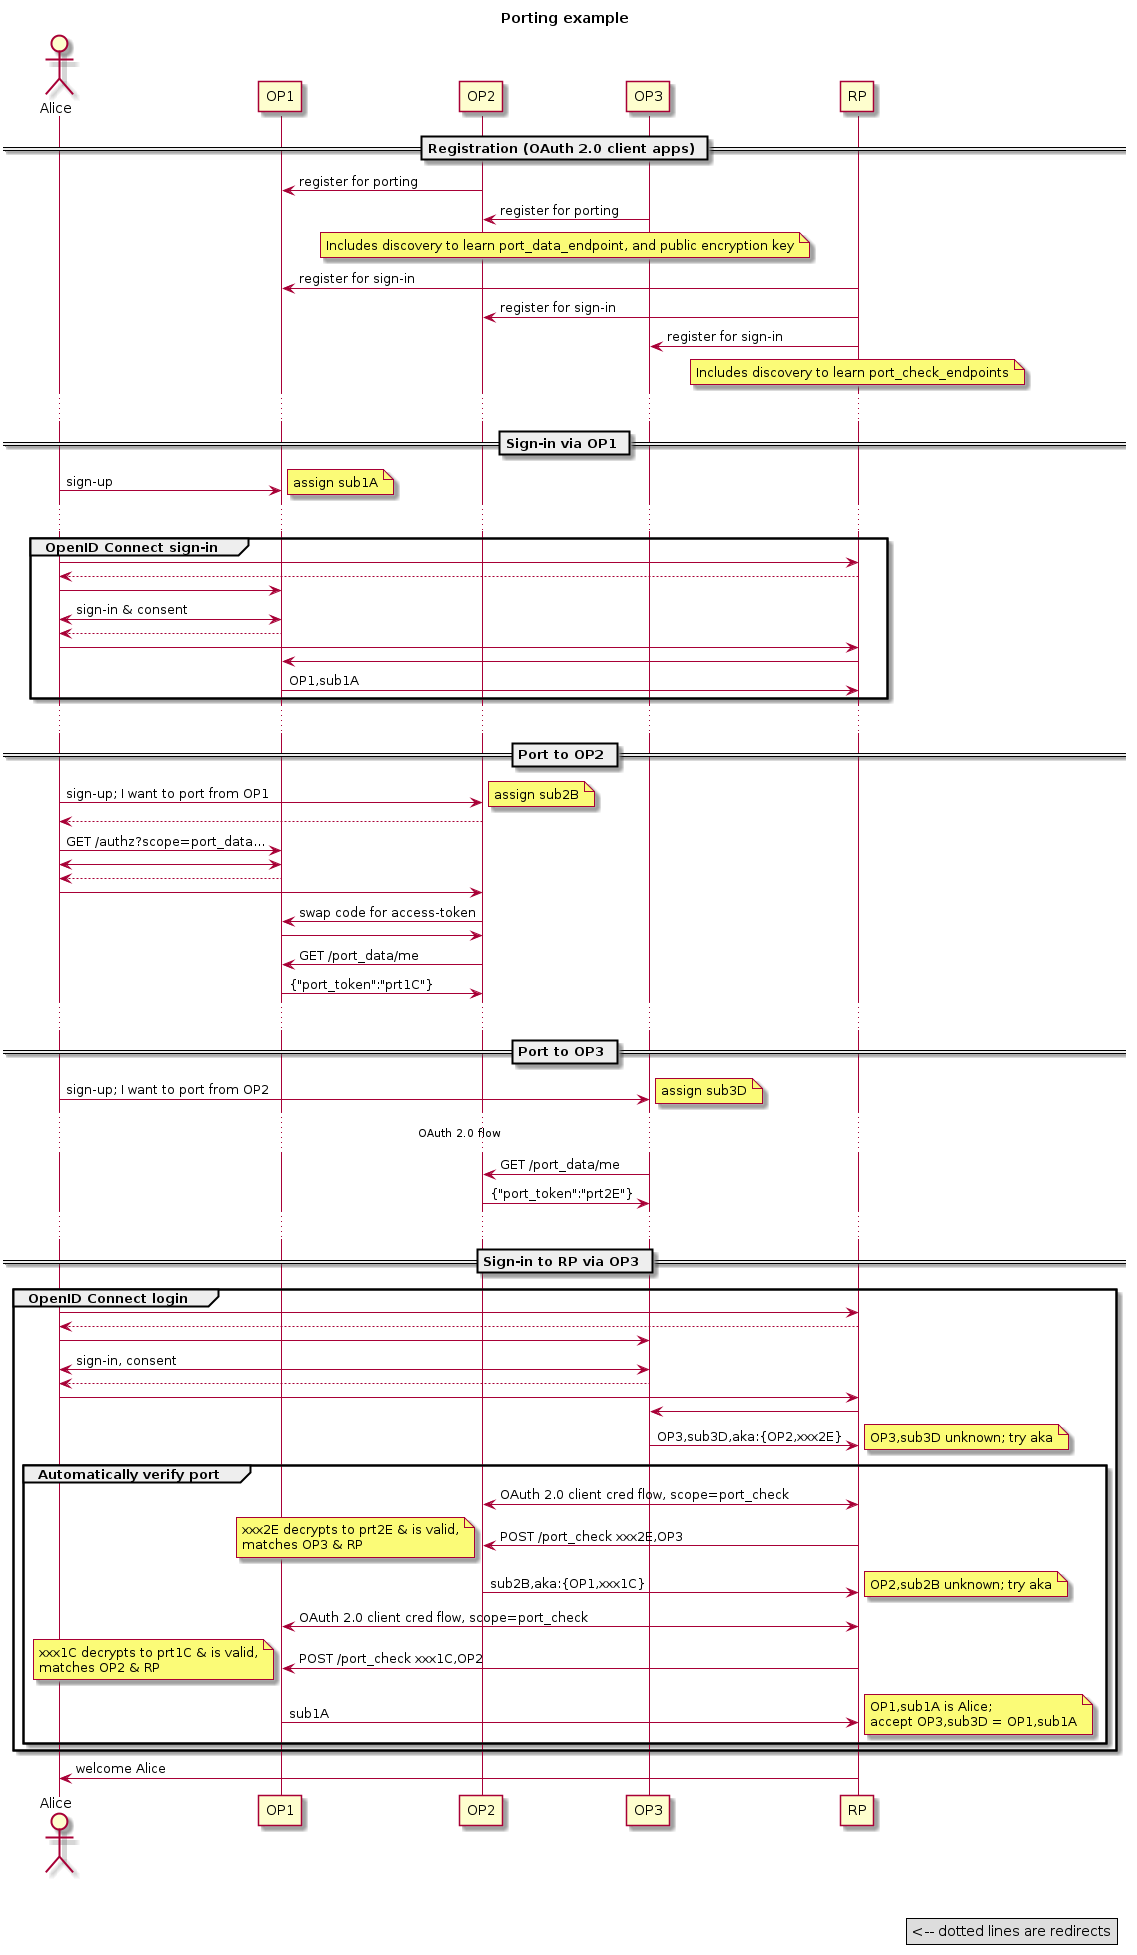 Porting example
Alice
OP1 OP2 OP3 RP
Registration (OAuth 2.0 client apps)
register for porting
register for porting
Includes discovery to learn port_data_endpoint, and public encryption key
register for sign-in
register for sign-in
register for sign-in
Includes discovery to learn port_check_endpoints
Sign-in via OP1
sign-up
assign sub1A
OpenID Connect sign-in
sign-in & consent
OP1,sub1A
Port to OP2
sign-up; I want to port from OP1
assign sub2B
GET /authz?scope=port_data...
swap code for access-token
GET /port_data/me
{"port_token":"prt1C"}
Port to OP3
sign-up; I want to port from OP2
assign sub3D
OAuth 2.0 flow
GET /port_data/me
{"port_token":"prt2E"}
Sign-in to RP via OP3
OpenID Connect login
sign-in, consent
OP3,sub3D,aka:{OP2,xxx2E}
OP3,sub3D unknown; try aka
Automatically verify port
OAuth 2.0 client cred flow, scope=port_check
xxx2E decrypts to prt2E & is valid,
matches OP3 & RP
POST /port_check xxx2E,OP3
sub2B,aka:{OP1,xxx1C}
OP2,sub2B unknown; try aka
OAuth 2.0 client cred flow, scope=port_check
xxx1C decrypts to prt1C & is valid,
matches OP2 & RP
POST /port_check xxx1C,OP2
sub1A
OP1,sub1A is Alice;
accept OP3,sub3D = OP1,sub1A
welcome Alice
Alice
OP1 OP2 OP3 RP
<-- dotted lines are redirects